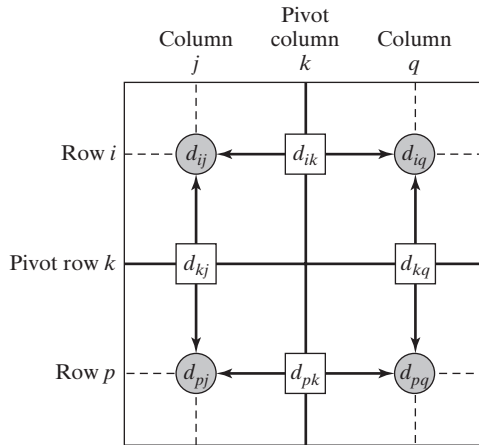 Column j
Pivot column k
Column q
Row i
d_ij
d_ik
d_iq
Pivot row k
d_kj
d_kq
Row p
d_pj
d_pk
d_pq